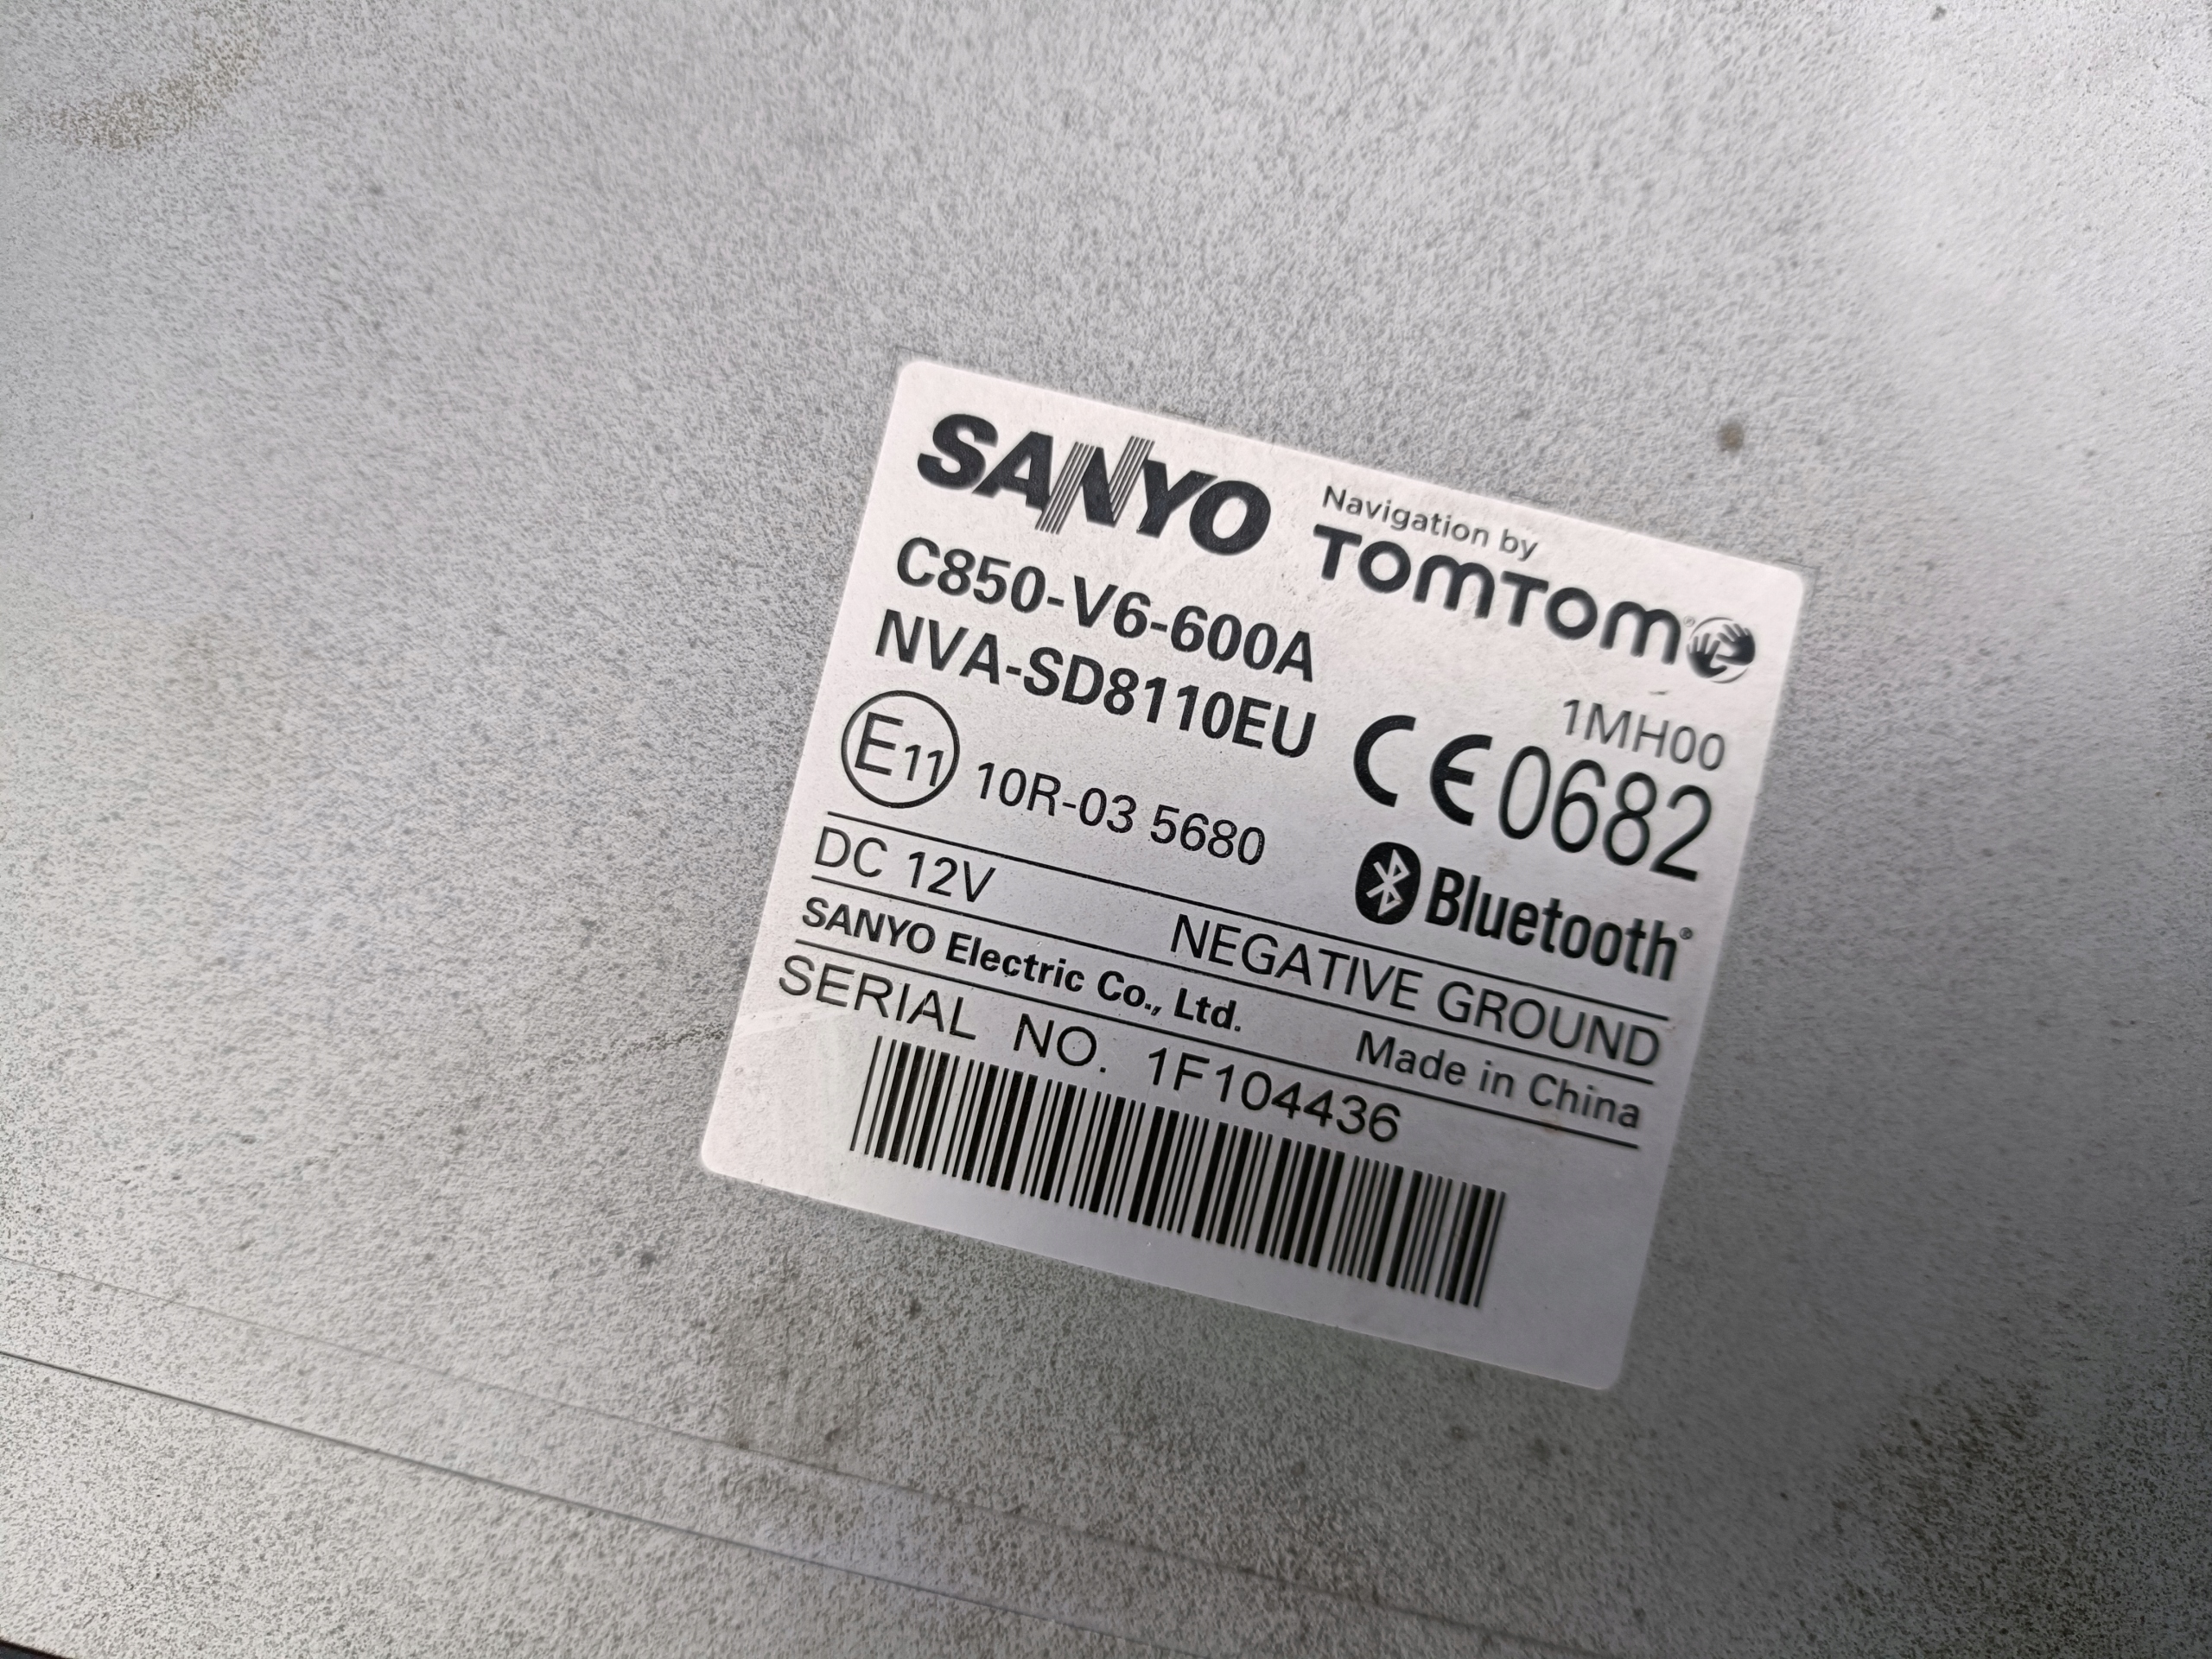 SANYO
Navigation by
TOMTOM
C850-V6-600A
NVA-SD8110EU
1MH00
CE0682
E11 10R-03 5680
Bluetooth®
DC 12V NEGATIVE GROUND
SANYO Electric Co., Ltd. Made in China
SERIAL NO. 1F104436